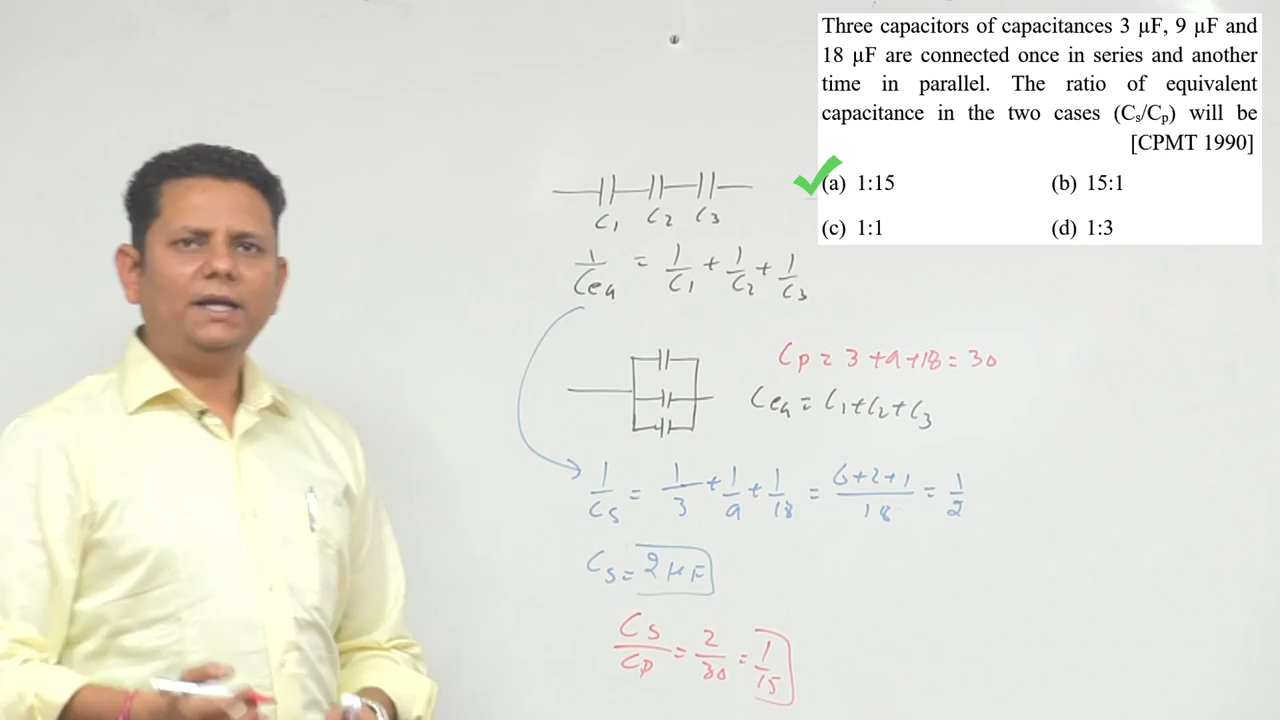 Three capacitors of capacitances 3 µF, 9 µF and
18 µF are connected once in series and another
time in parallel. The ratio of equivalent
capacitance in the two cases (Cₛ/Cₚ) will be
[CPMT 1990]
(a) 1:15 (b) 15:1
(c) 1:1 (d) 1:3
C₁ C₂ C₃
1/Ceq = 1/C₁ + 1/C₂ + 1/C₃
Cp = 3 + 9 + 18 = 30
Ceq = C₁ + C₂ + C₃
1/Cs = 1/3 + 1/9 + 1/18 = 6+2+1/18 = 1/2
Cs = 2 µF
Cs/Cp = 2/30 = 1/15